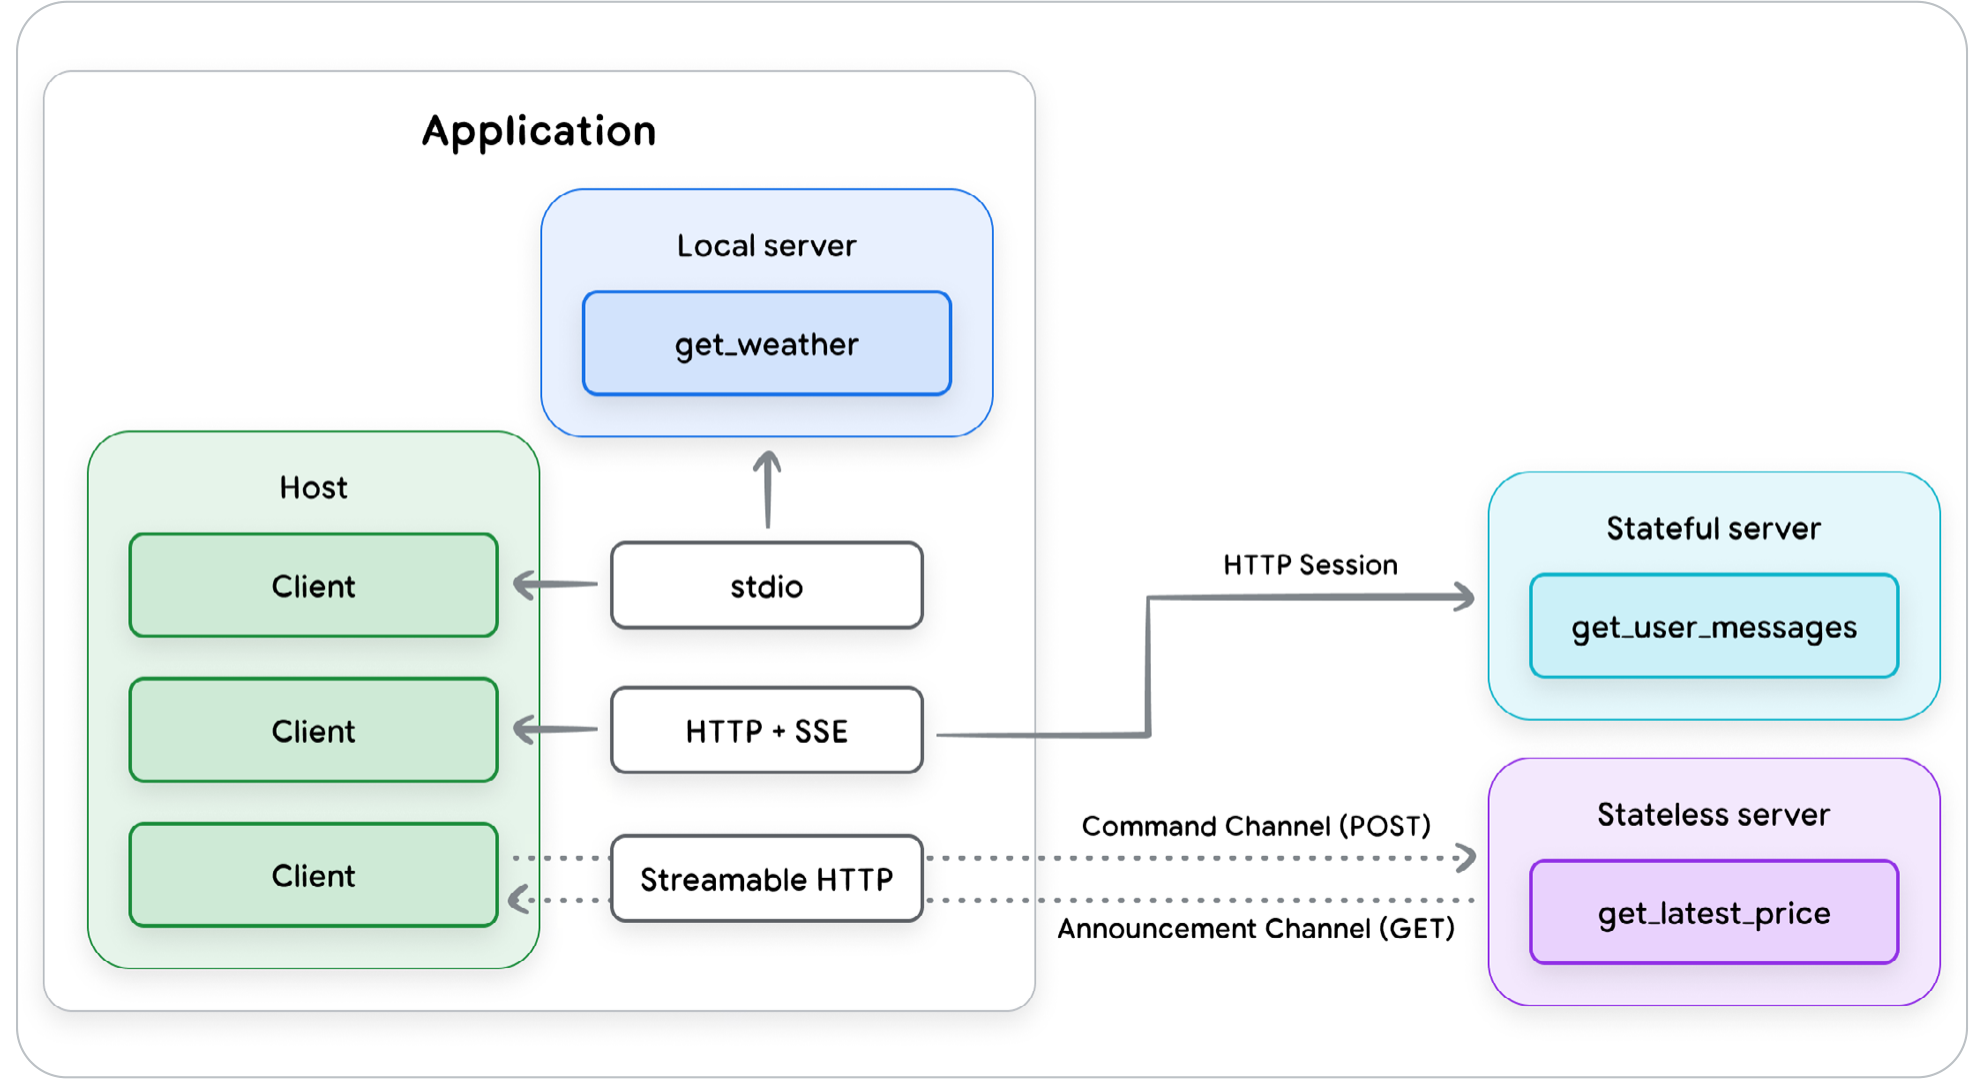 Application
Local server
get_weather
Host
Client
stdio
Client
HTTP + SSE
Client
Streamable HTTP
HTTP Session
Stateful server
get_user_messages
Command Channel (POST)
Announcement Channel (GET)
Stateless server
get_latest_price